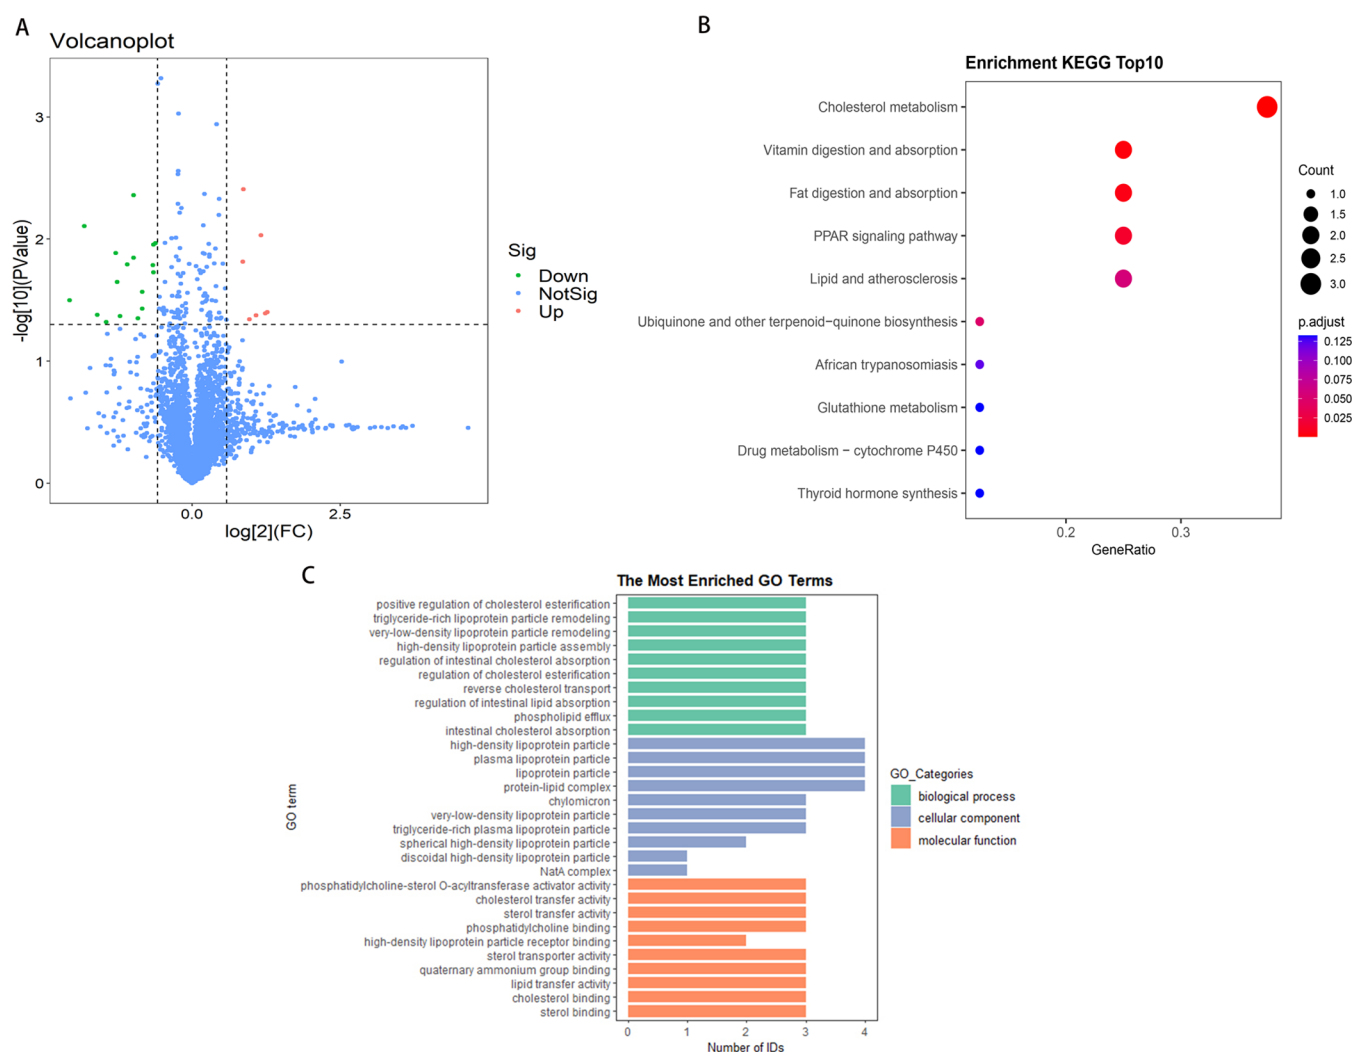 A
Volcanoplot
-log[10](PValue)
3
2
1
0
0.0
2.5
log[2](FC)
Sig
Down
NotSig
Up
B
Enrichment KEGG Top10
Cholesterol metabolism
Vitamin digestion and absorption
Fat digestion and absorption
PPAR signaling pathway
Lipid and atherosclerosis
Ubiquinone and other terpenoid−quinone biosynthesis
African trypanosomiasis
Glutathione metabolism
Drug metabolism − cytochrome P450
Thyroid hormone synthesis
0.2
0.3
GeneRatio
Count
1.0
1.5
2.0
2.5
3.0
p.adjust
0.125
0.100
0.075
0.050
0.025
C
The Most Enriched GO Terms
GO term
positive regulation of cholesterol esterification
triglyceride-rich lipoprotein particle remodeling
very-low-density lipoprotein particle remodeling
high-density lipoprotein particle assembly
regulation of intestinal cholesterol absorption
regulation of cholesterol esterification
reverse cholesterol transport
regulation of intestinal lipid absorption
phospholipid efflux
intestinal cholesterol absorption
high-density lipoprotein particle
plasma lipoprotein particle
lipoprotein particle
protein-lipid complex
chylomicron
very-low-density lipoprotein particle
triglyceride-rich plasma lipoprotein particle
spherical high-density lipoprotein particle
discoidal high-density lipoprotein particle
NatA complex
phosphatidylcholine-sterol O-acyltransferase activator activity
cholesterol transfer activity
sterol transfer activity
phosphatidylcholine binding
high-density lipoprotein particle receptor binding
sterol transporter activity
quaternary ammonium group binding
lipid transfer activity
cholesterol binding
sterol binding
0
1
2
3
4
Number of IDs
GO_Categories
biological process
cellular component
molecular function